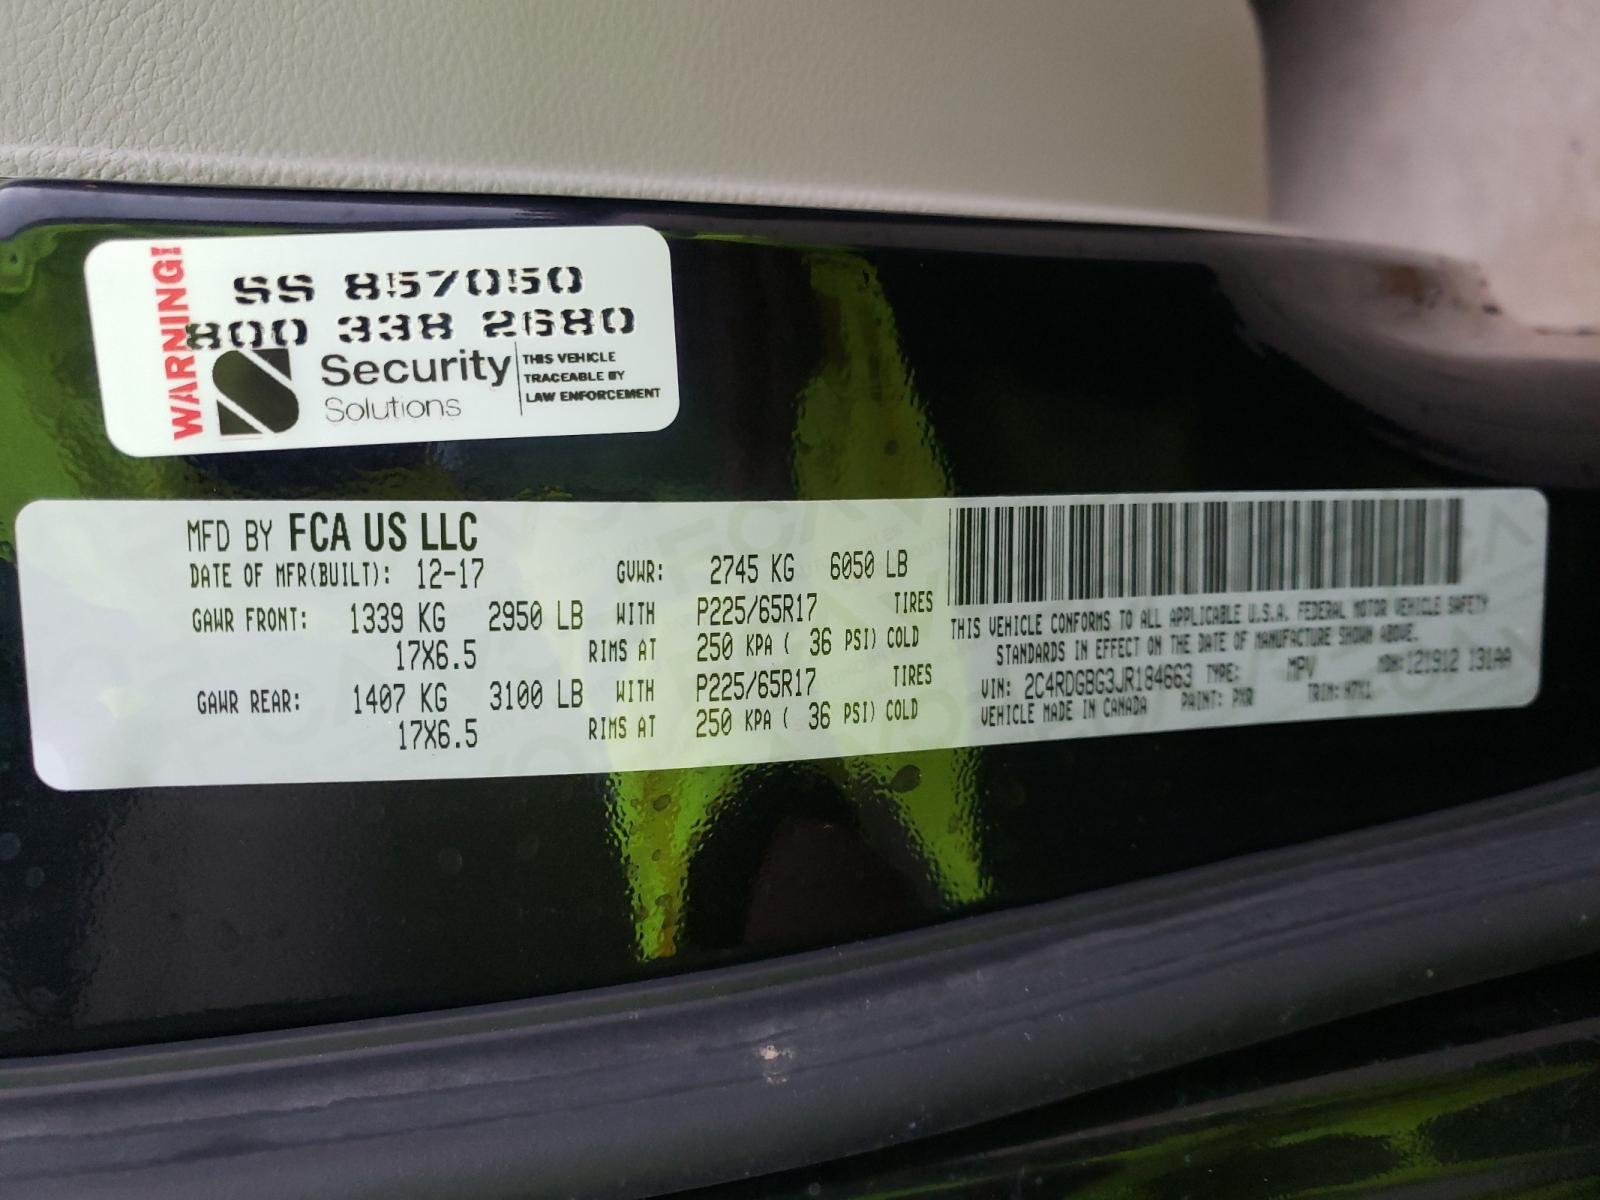 WARNING!
SS 857050
800 338 2680
Security
Solutions
THIS VEHICLE
TRACEABLE BY
LAW ENFORCEMENT
MFD BY FCA US LLC
DATE OF MFR(BUILT): 12-17 GVWR: 2745 KG 6050 LB
GAWR FRONT: 1339 KG 2950 LB WITH P225/65R17 TIRES
17X6.5 RIMS AT 250 KPA ( 36 PSI) COLD
GAWR REAR: 1407 KG 3100 LB WITH P225/65R17 TIRES
17X6.5 RIMS AT 250 KPA ( 36 PSI) COLD
THIS VEHICLE CONFORMS TO ALL APPLICABLE U.S.A. FEDERAL MOTOR VEHICLE SAFETY
STANDARDS IN EFFECT ON THE DATE OF MANUFACTURE SHOWN ABOVE.
VIN: 2C4RDGBG3JR184663 TYPE: MPV MDH: 121912 131AA
VEHICLE MADE IN CANADA PAINT: PXR TRIM: H7X1